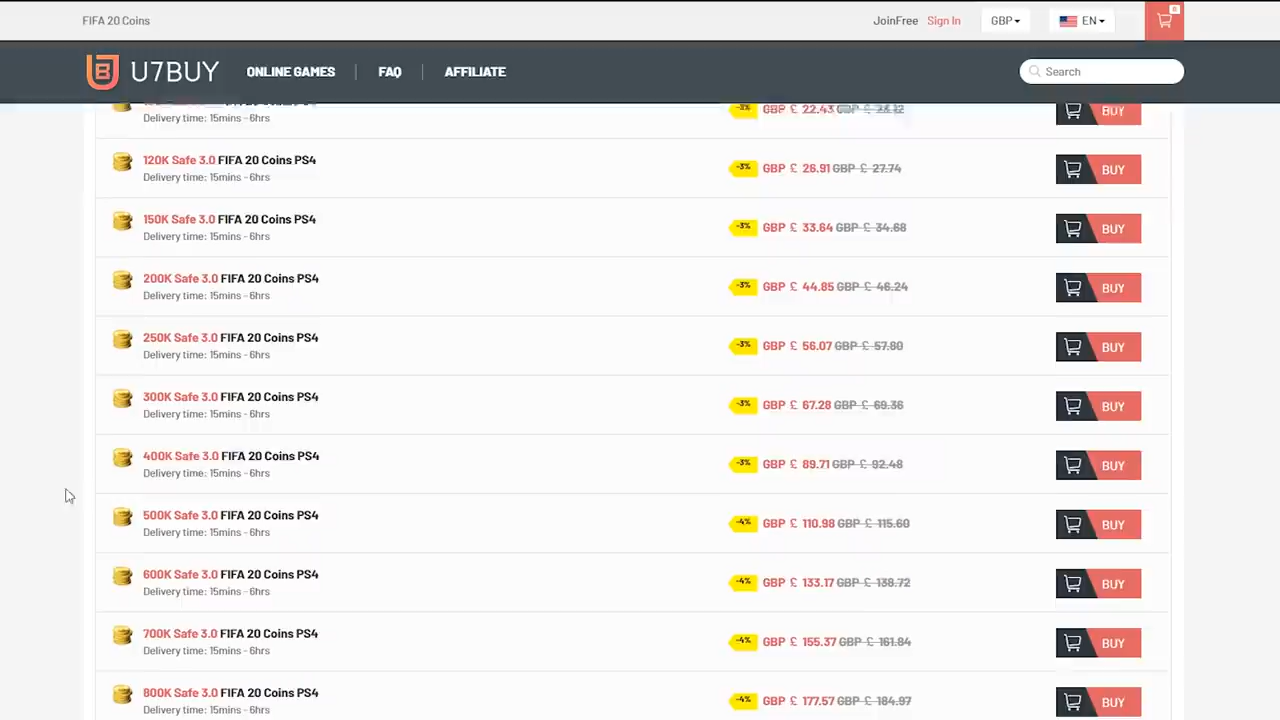 FIFA 20 Coins
JoinFree Sign In GBP EN 0
U7BUY ONLINE GAMES FAQ AFFILIATE Search
-3% GBP £ 22.43 BUY
Delivery time: 15mins - 6hrs
120K Safe 3.0 FIFA 20 Coins PS4 -3% GBP £ 26.91 GBP £ 27.74 BUY
Delivery time: 15mins - 6hrs
150K Safe 3.0 FIFA 20 Coins PS4 -3% GBP £ 33.64 GBP £ 34.68 BUY
Delivery time: 15mins - 6hrs
200K Safe 3.0 FIFA 20 Coins PS4 -3% GBP £ 44.85 GBP £ 46.24 BUY
Delivery time: 15mins - 6hrs
250K Safe 3.0 FIFA 20 Coins PS4 -3% GBP £ 56.07 GBP £ 57.80 BUY
Delivery time: 15mins - 6hrs
300K Safe 3.0 FIFA 20 Coins PS4 -3% GBP £ 67.28 GBP £ 69.36 BUY
Delivery time: 15mins - 6hrs
400K Safe 3.0 FIFA 20 Coins PS4 -3% GBP £ 89.71 GBP £ 92.48 BUY
Delivery time: 15mins - 6hrs
500K Safe 3.0 FIFA 20 Coins PS4 -4% GBP £ 110.98 GBP £ 115.60 BUY
Delivery time: 15mins - 6hrs
600K Safe 3.0 FIFA 20 Coins PS4 -4% GBP £ 133.17 GBP £ 138.72 BUY
Delivery time: 15mins - 6hrs
700K Safe 3.0 FIFA 20 Coins PS4 -4% GBP £ 155.37 GBP £ 161.84 BUY
Delivery time: 15mins - 6hrs
800K Safe 3.0 FIFA 20 Coins PS4 -4% GBP £ 177.57 GBP £ 184.97 BUY
Delivery time: 15mins - 6hrs